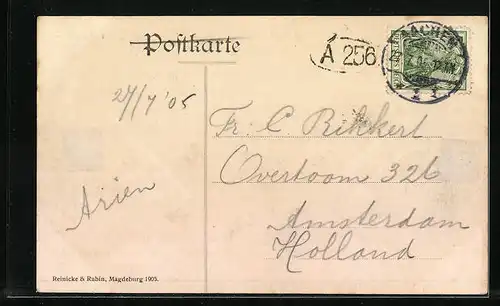 Postkarte
A 256
AACHEN
27/7 '05
Fr. C. Rikkert
Overtoom 326
Amsterdam
Holland
Arien
Reinicke & Rubin, Magdeburg 1905.